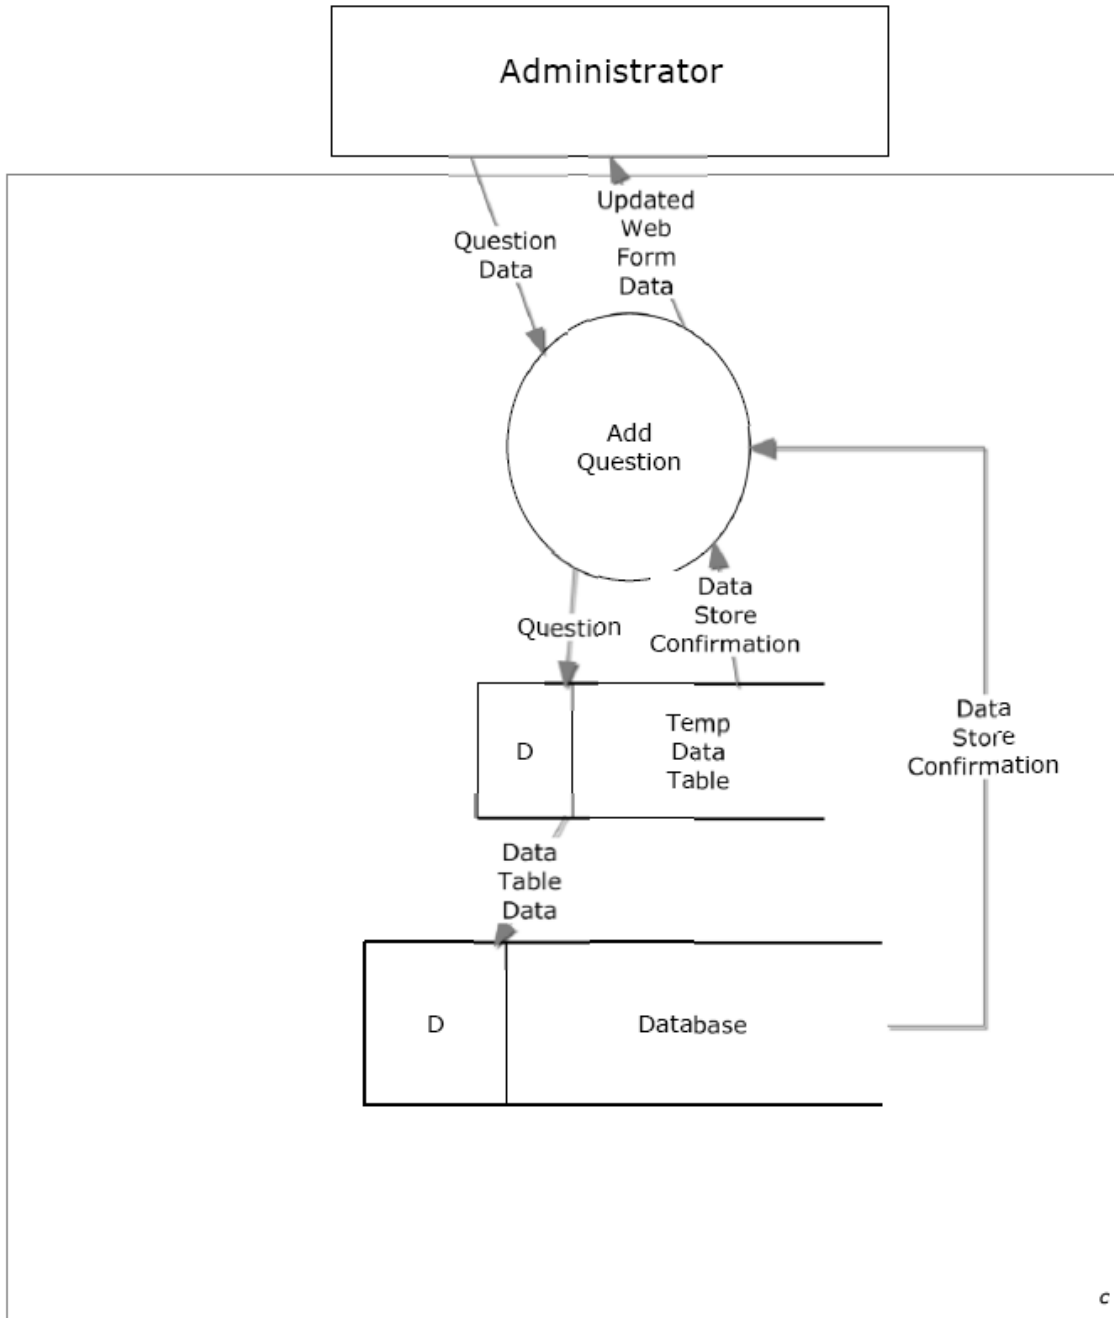 Administrator
Updated
Web
Form
Data
Question
Data
Add
Question
Question
Data
Store
Confirmation
D
Temp
Data
Table
Data
Store
Confirmation
Data
Table
Data
D
Database
c